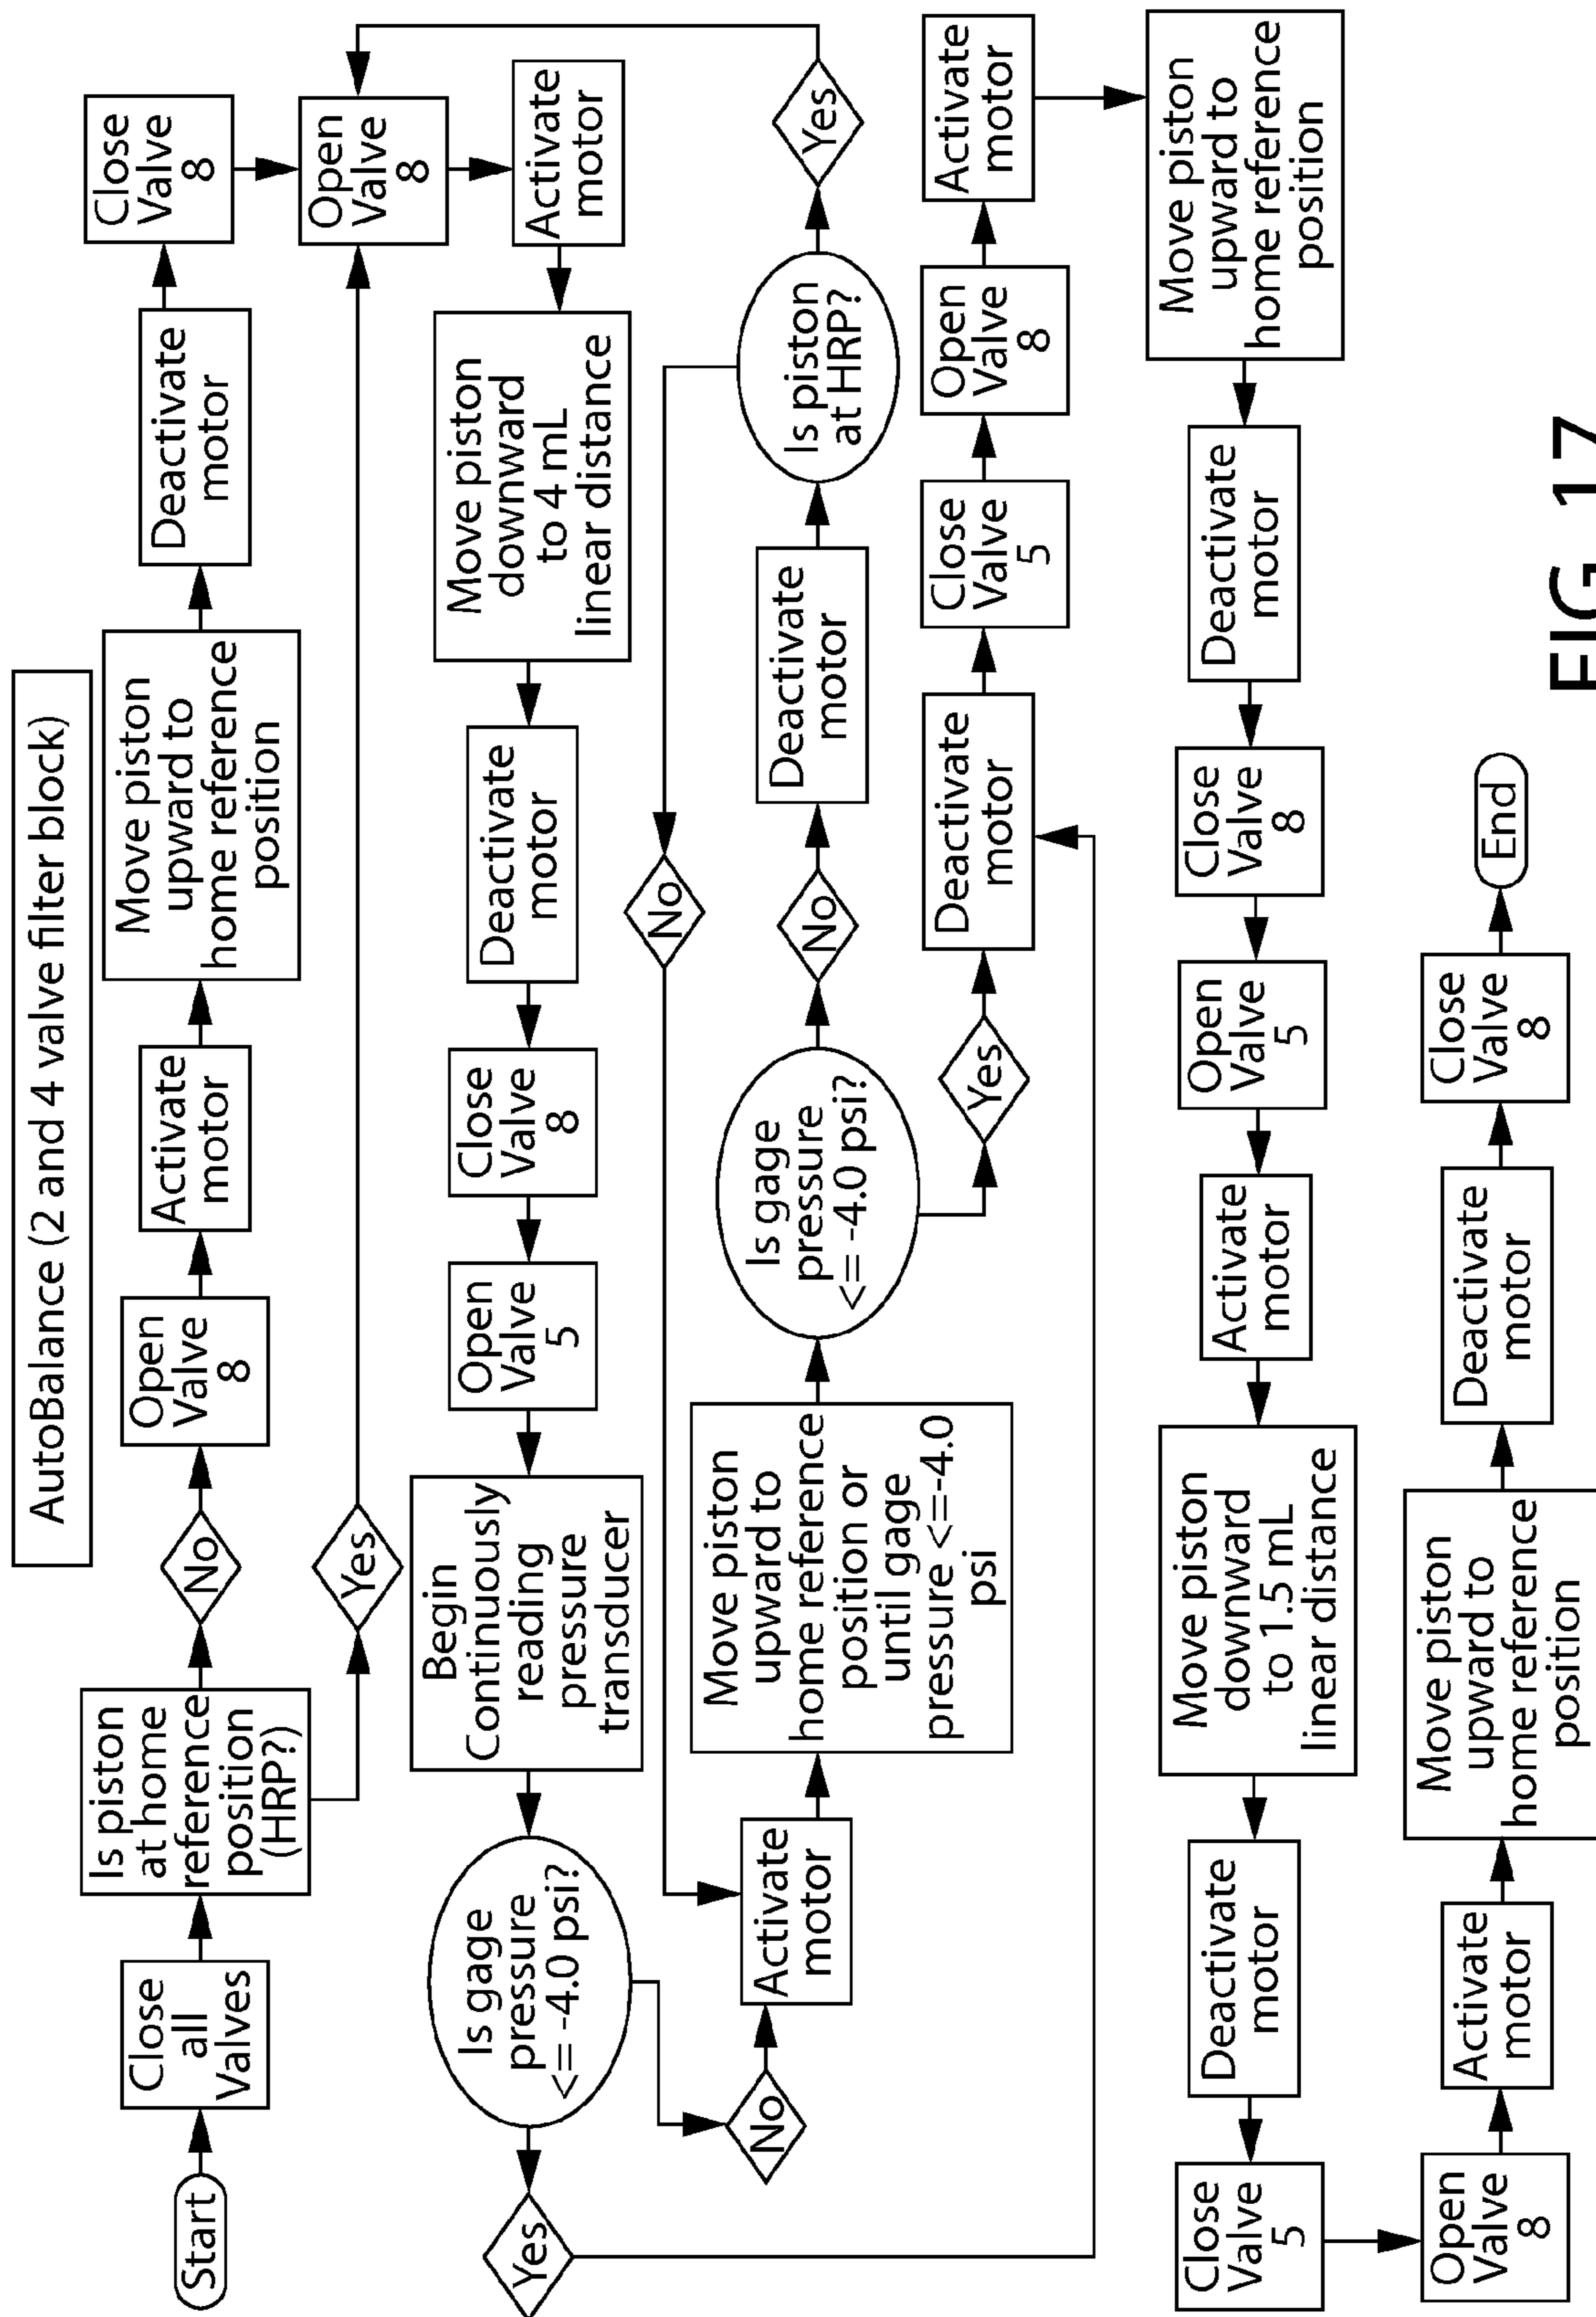 AutoBalance (2 and 4 valve filter block)
Start
Close
all
Valves
Is piston
at home
reference
position
(HRP?)
No
Open
Valve
8
Activate
motor
Move piston
upward to
home reference
position
Deactivate
motor
Close
Valve
8
Yes
Open
Valve
8
Activate
motor
Move piston
downward
to 4 mL
linear distance
Deactivate
motor
Close
Valve
8
Open
Valve
5
Begin
Continuously
reading
pressure
transducer
Is gage
pressure
<= -4.0 psi?
Yes
No
Activate
motor
Move piston
upward to
home reference
position or
until gage
pressure <=-4.0
psi
Is gage
pressure
<= -4.0 psi?
No
Deactivate
motor
Is piston
at HRP?
Yes
No
Yes
Deactivate
motor
Close
Valve
5
Open
Valve
8
Activate
motor
Move piston
upward to
home reference
position
Deactivate
motor
Close
Valve
8
Open
Valve
5
Activate
motor
Move piston
downward
to 1.5 mL
linear distance
Deactivate
motor
Close
Valve
5
Open
Valve
8
Activate
motor
Move piston
upward to
home reference
position
Deactivate
motor
Close
Valve
8
End
FIG 17